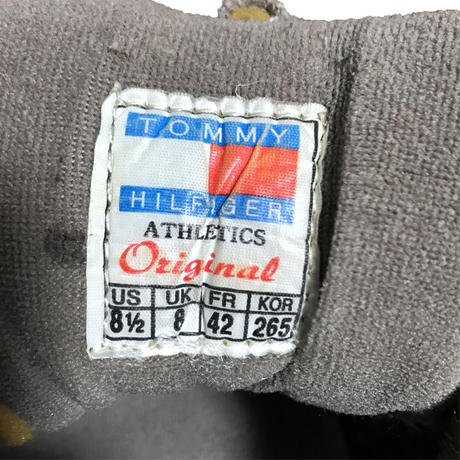 TOMMY
HILFIGER
ATHLETICS
Original
US UK FR KOR
8½ 8 42 265